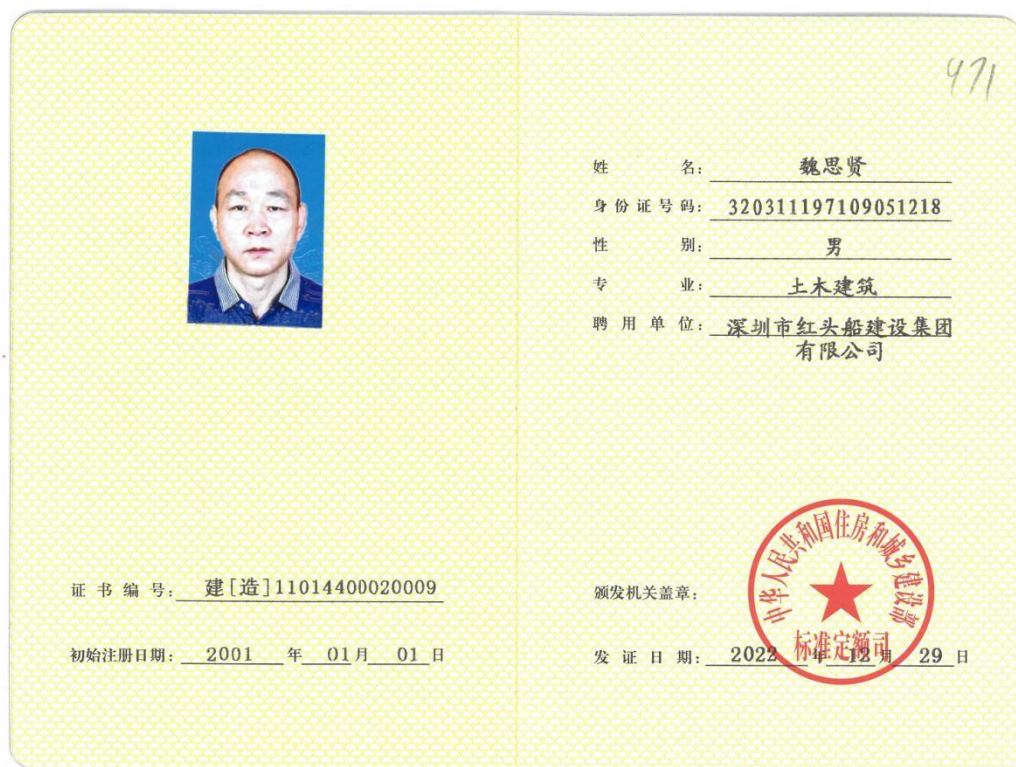 471
姓 名: 魏思贤
身份证号码: 320311197109051218
性 别: 男
专 业: 土木建筑
聘用单位: 深圳市红头船建设集团
有限公司
证书编号: 建[造]11014400020009
初始注册日期: 2001 年 01月 01 日
颁发机关盖章:
中华人民共和国住房和城乡建设部
标准定额司
发证日期: 2022 年 12 月 29 日